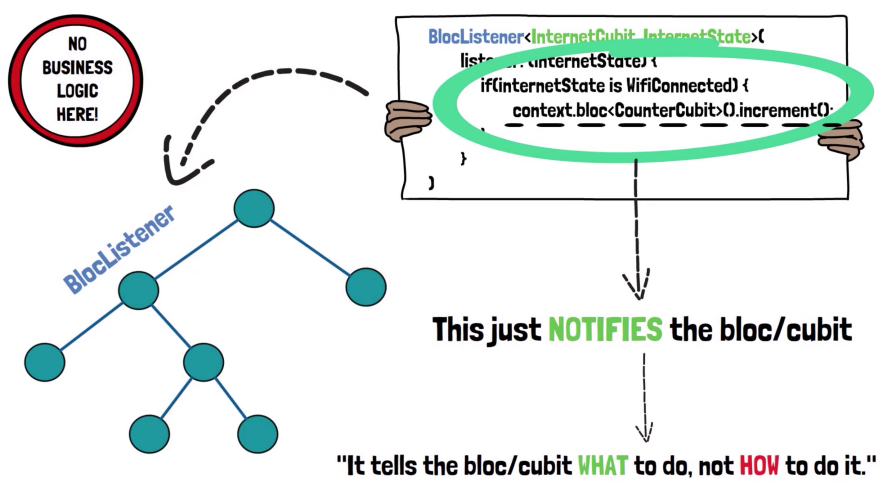 NO
BUSINESS
LOGIC
HERE!
BlocListener<InternetCubit, InternetState>(
listener: (internetState) {
if(internetState is WifiConnected) {
context.bloc<CounterCubit>().increment();
}
)
BlocListener
This just NOTIFIES the bloc/cubit
"It tells the bloc/cubit WHAT to do, not HOW to do it."